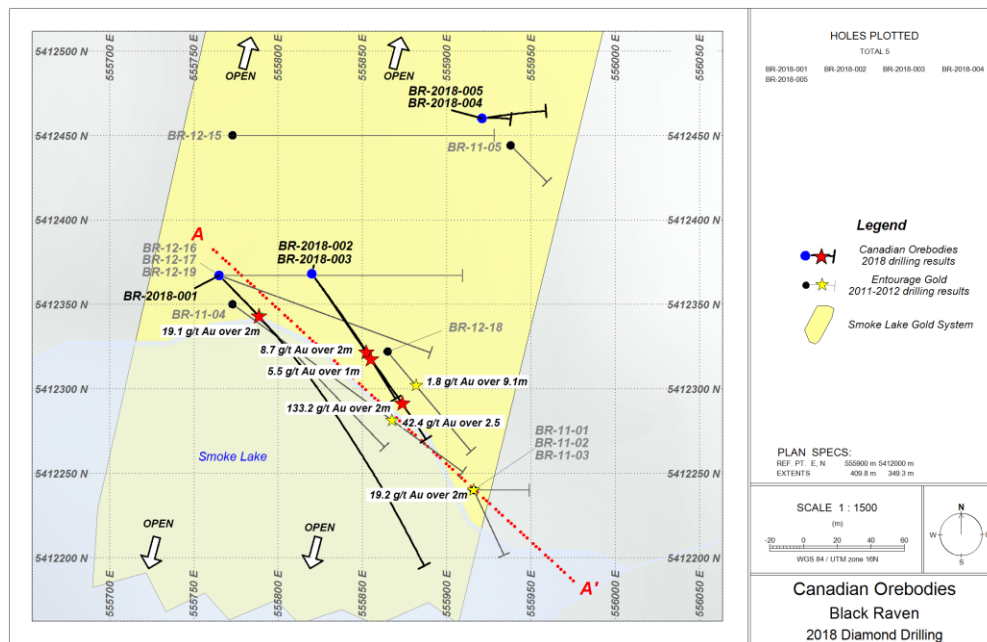 5412500 N
5412450 N
5412400 N
5412350 N
5412300 N
5412250 N
5412200 N
555700 E
555750 E
555800 E
555850 E
555900 E
555950 E
556000 E
OPEN
OPEN
BR-2018-005
BR-2018-004
BR-12-15
BR-11-05
A
BR-12-16
BR-12-17
BR-12-19
BR-2018-002
BR-2018-003
BR-2018-001
BR-11-04
19.1 g/t Au over 2m
BR-12-18
8.7 g/t Au over 2m
5.5 g/t Au over 1m
1.8 g/t Au over 9.1m
133.2 g/t Au over 2m
42.4 g/t Au over 2.5
BR-11-01
BR-11-02
BR-11-03
Smoke Lake
19.2 g/t Au over 2m
OPEN
OPEN
A'
555700 E
555750 E
555800 E
555850 E
555900 E
555950 E
556000 E
HOLES PLOTTED
TOTAL 5
BR-2018-001 BR-2018-002 BR-2018-003 BR-2018-004
BR-2018-005
Legend
Canadian Orebodies
2018 drilling results
Entourage Gold
2011-2012 drilling results
Smoke Lake Gold System
PLAN SPECS:
REF. PT. E, N 555900 m 5412000 m
EXTENTS 409.8 m 349.3 m
SCALE 1 : 1500
(m)
-20 0 20 40 60
WGS 84 / UTM zone 16N
N
W
E
S
Canadian Orebodies
Black Raven
2018 Diamond Drilling